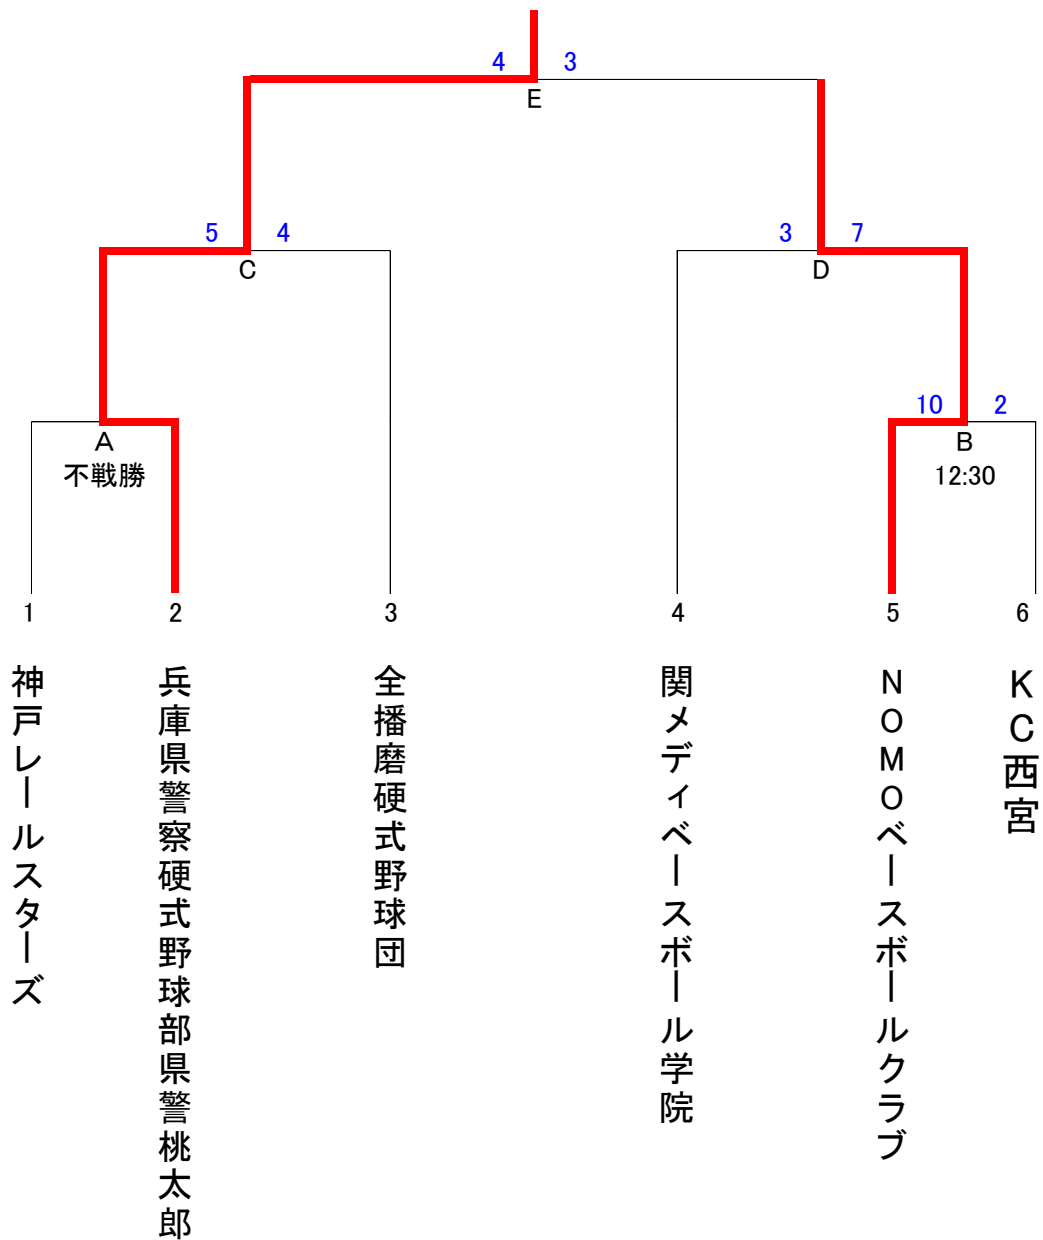 4 3
E
5 4
C
3 7
D
10 2
A
不戦勝
B
12:30
1 2 3 4 5 6
神戸レールスターズ
兵庫県警察硬式野球部県警桃太郎
全播磨硬式野球団
関メディベースボール学院
NOMOベースボールクラブ
KC西宮